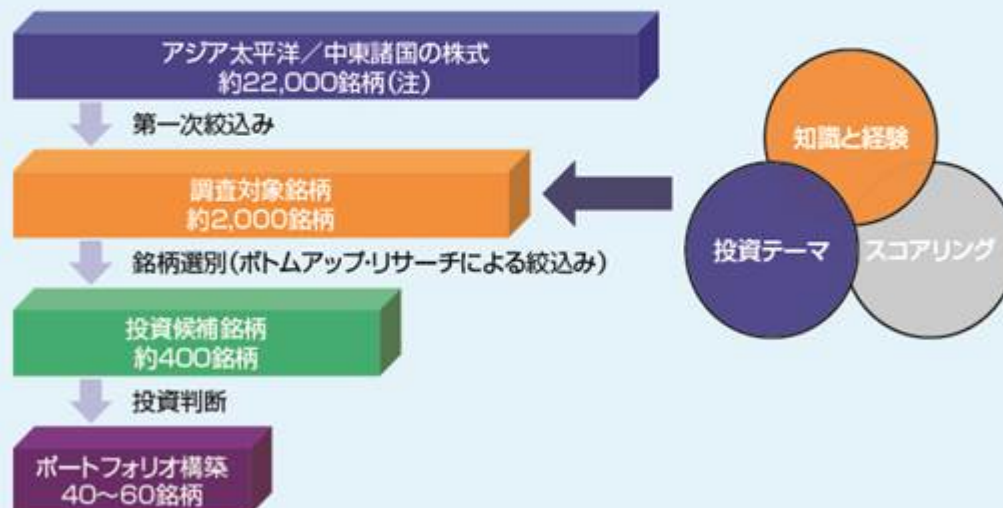 アジア太平洋／中東諸国の株式
約22,000銘柄(注)
第一次絞込み
調査対象銘柄
約2,000銘柄
銘柄選別(ボトムアップ・リサーチによる絞込み)
投資候補銘柄
約400銘柄
投資判断
ポートフォリオ構築
40〜60銘柄
知識と経験
投資テーマ
スコアリング